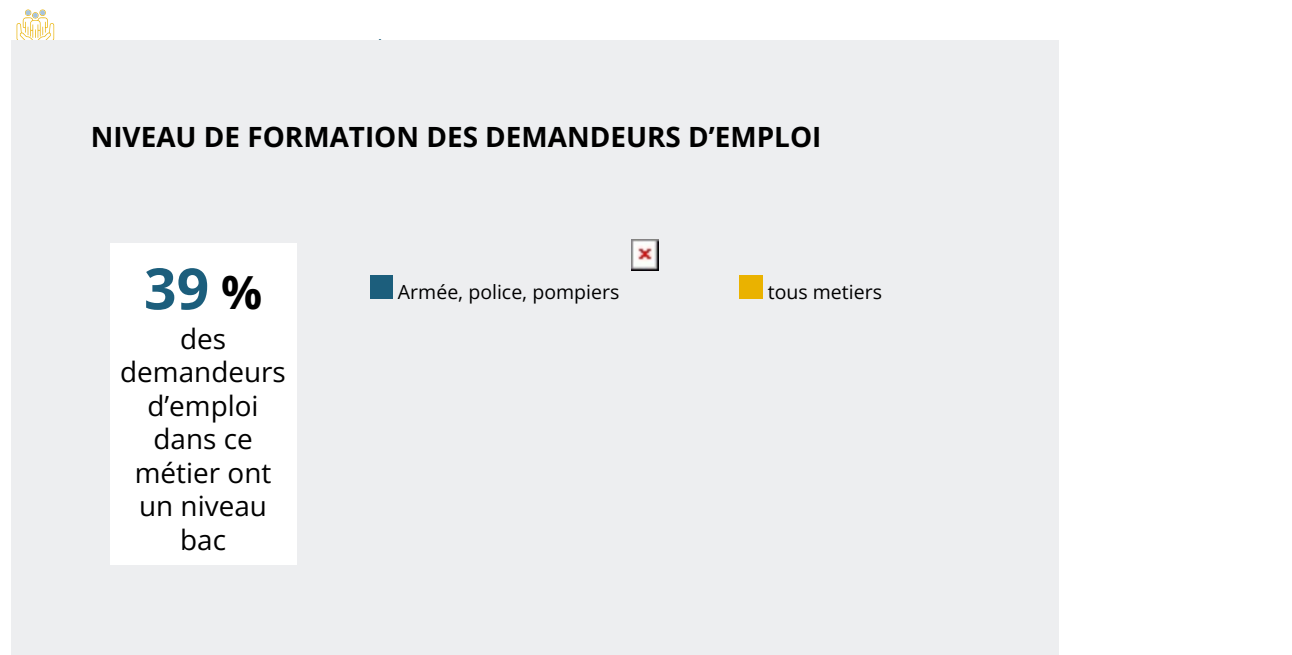 NIVEAU DE FORMATION DES DEMANDEURS D’EMPLOI
39 %
des
demandeurs
d’emploi
dans ce
métier ont
un niveau
bac
Armée, police, pompiers
tous metiers